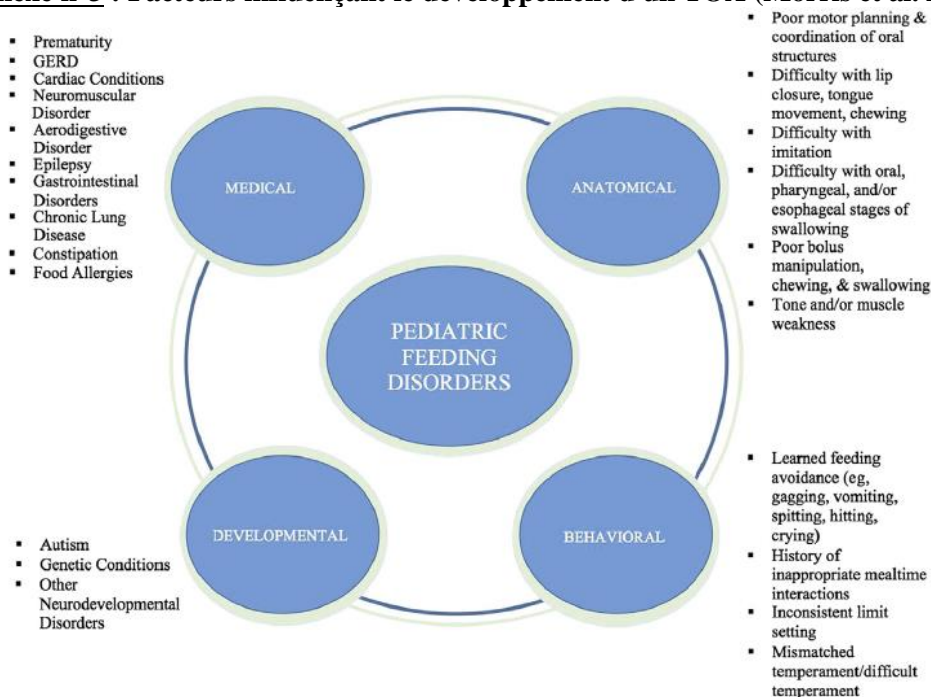 : Facteurs influençant le développement d'un (Morris et al.
▪ Prematurity
▪ GERD
▪ Cardiac Conditions
▪ Neuromuscular
Disorder
▪ Aerodigestive
Disorder
▪ Epilepsy
▪ Gastrointestinal
Disorders
▪ Chronic Lung
Disease
▪ Constipation
▪ Food Allergies
MEDICAL
ANATOMICAL
▪ Poor motor planning &
coordination of oral
structures
▪ Difficulty with lip
closure, tongue
movement, chewing
▪ Difficulty with
imitation
▪ Difficulty with oral,
pharyngeal, and/or
esophageal stages of
swallowing
▪ Poor bolus
manipulation,
chewing, & swallowing
▪ Tone and/or muscle
weakness
PEDIATRIC
FEEDING
DISORDERS
▪ Autism
▪ Genetic Conditions
▪ Other
Neurodevelopmental
Disorders
DEVELOPMENTAL
BEHAVIORAL
▪ Learned feeding
avoidance (eg,
gagging, vomiting,
spitting, hitting,
crying)
▪ History of
inappropriate mealtime
interactions
▪ Inconsistent limit
setting
▪ Mismatched
temperament/difficult
temperament